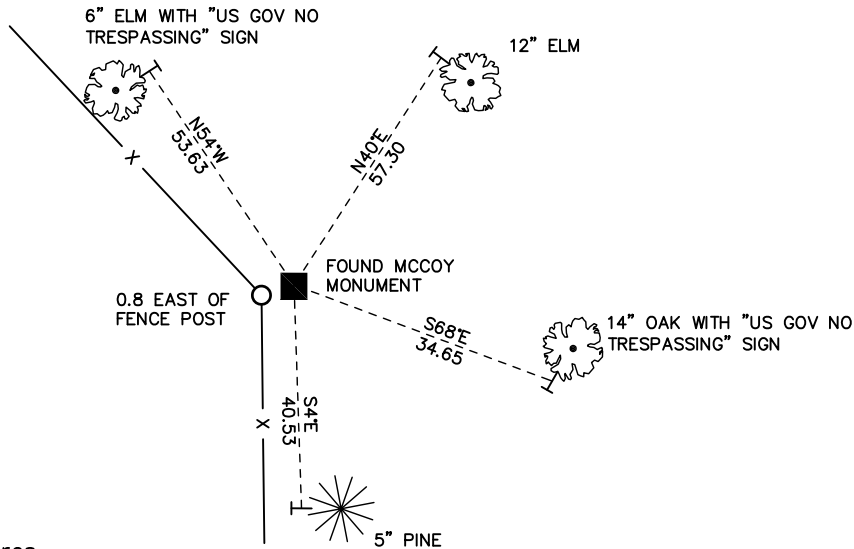 6" ELM WITH "US GOV NO
TRESPASSING" SIGN
12" ELM
N54°W
53.63
N40°E
57.30
X
FOUND MCCOY
MONUMENT
0.8 EAST OF
FENCE POST
S68°E
34.65
14" OAK WITH "US GOV NO
TRESPASSING" SIGN
S4°E
40.53
X
5" PINE